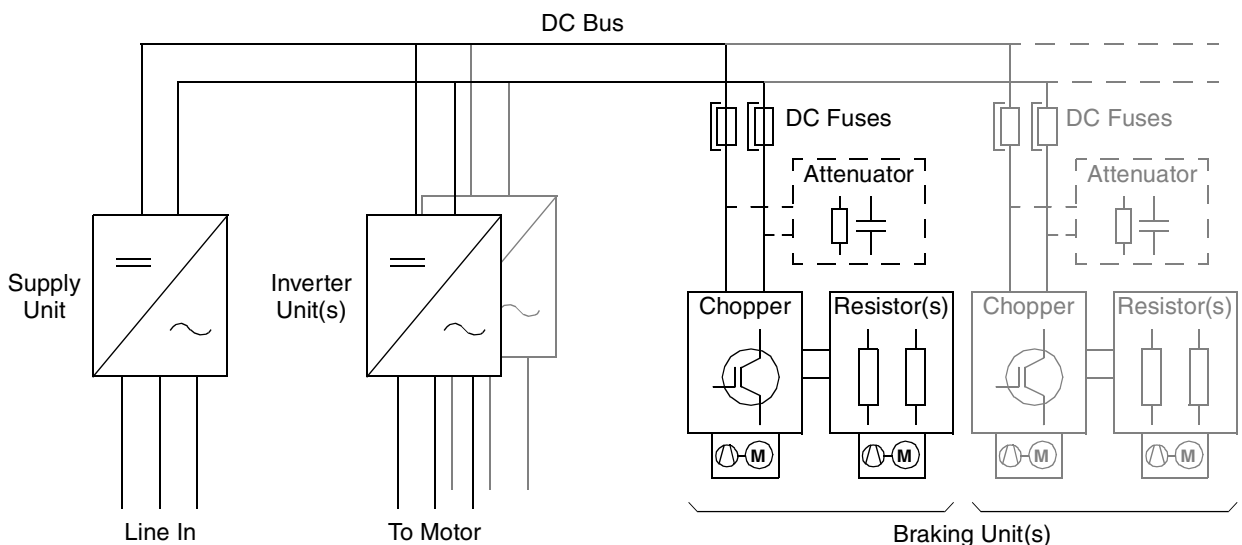 DC Bus
DC Fuses
DC Fuses
Attenuator
Attenuator
Supply
Unit
Inverter
Unit(s)
Chopper
Resistor(s)
Chopper
Resistor(s)
M
M
M
M
Line In
To Motor
Braking Unit(s)